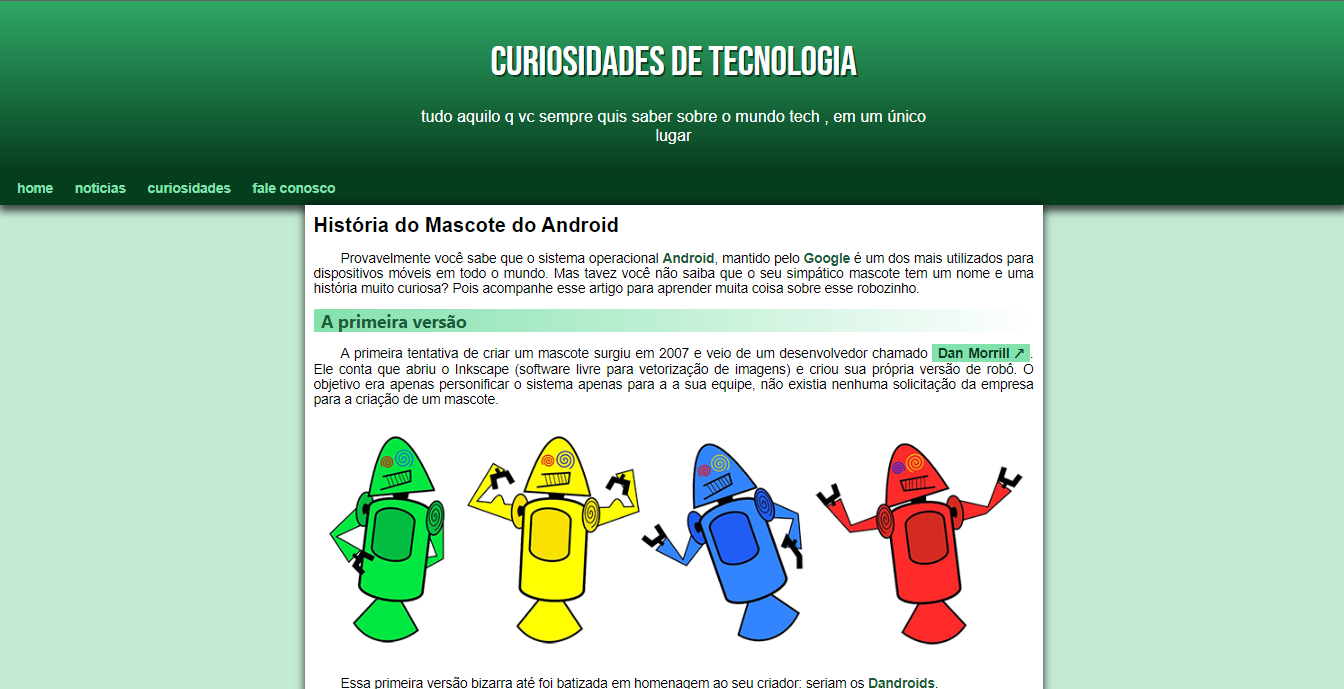 CURIOSIDADES DE TECNOLOGIA
tudo aquilo q vc sempre quis saber sobre o mundo tech , em um único
lugar
home noticias curiosidades fale conosco
História do Mascote do Android
Provavelmente você sabe que o sistema operacional Android, mantido pelo Google é um dos mais utilizados para
dispositivos móveis em todo o mundo. Mas tavez você não saiba que o seu simpático mascote tem um nome e uma
história muito curiosa? Pois acompanhe esse artigo para aprender muita coisa sobre esse robozinho.
A primeira versão
A primeira tentativa de criar um mascote surgiu em 2007 e veio de um desenvolvedor chamado Dan Morrill ↗.
Ele conta que abriu o Inkscape (software livre para vetorização de imagens) e criou sua própria versão de robô. O
objetivo era apenas personificar o sistema apenas para a a sua equipe, não existia nenhuma solicitação da empresa
para a criação de um mascote.
Essa primeira versão bizarra até foi batizada em homenagem ao seu criador: seriam os Dandroids.